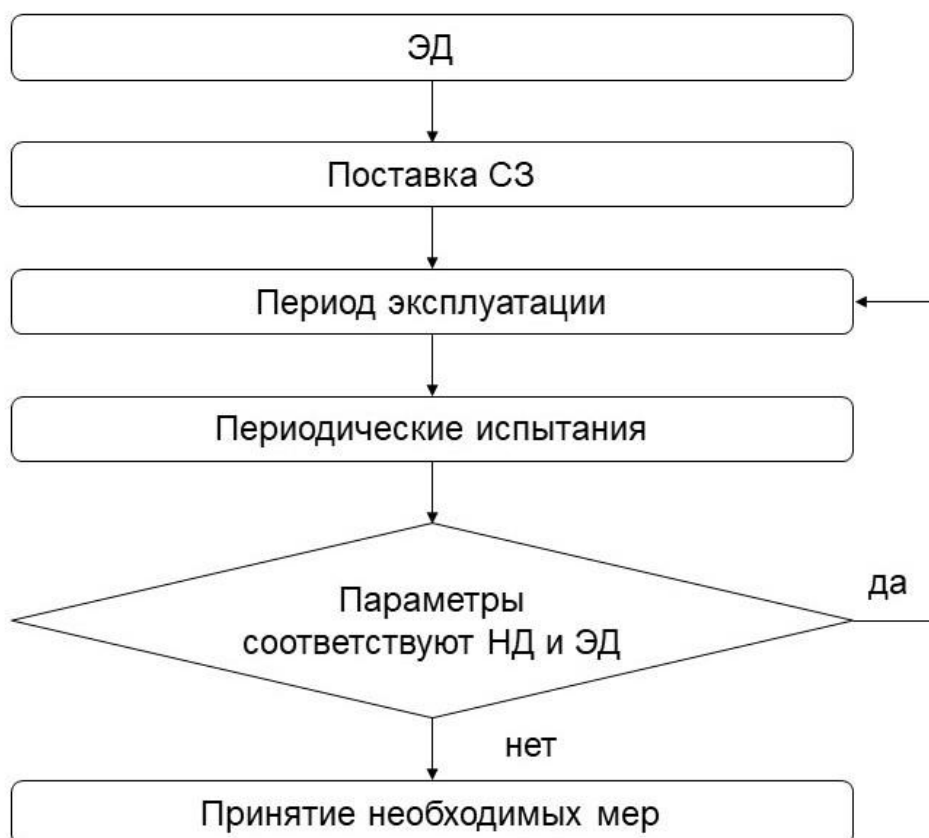 ЭД
Поставка СЗ
Период эксплуатации
Периодические испытания
Параметры
соответствуют НД и ЭД
да
нет
Принятие необходимых мер